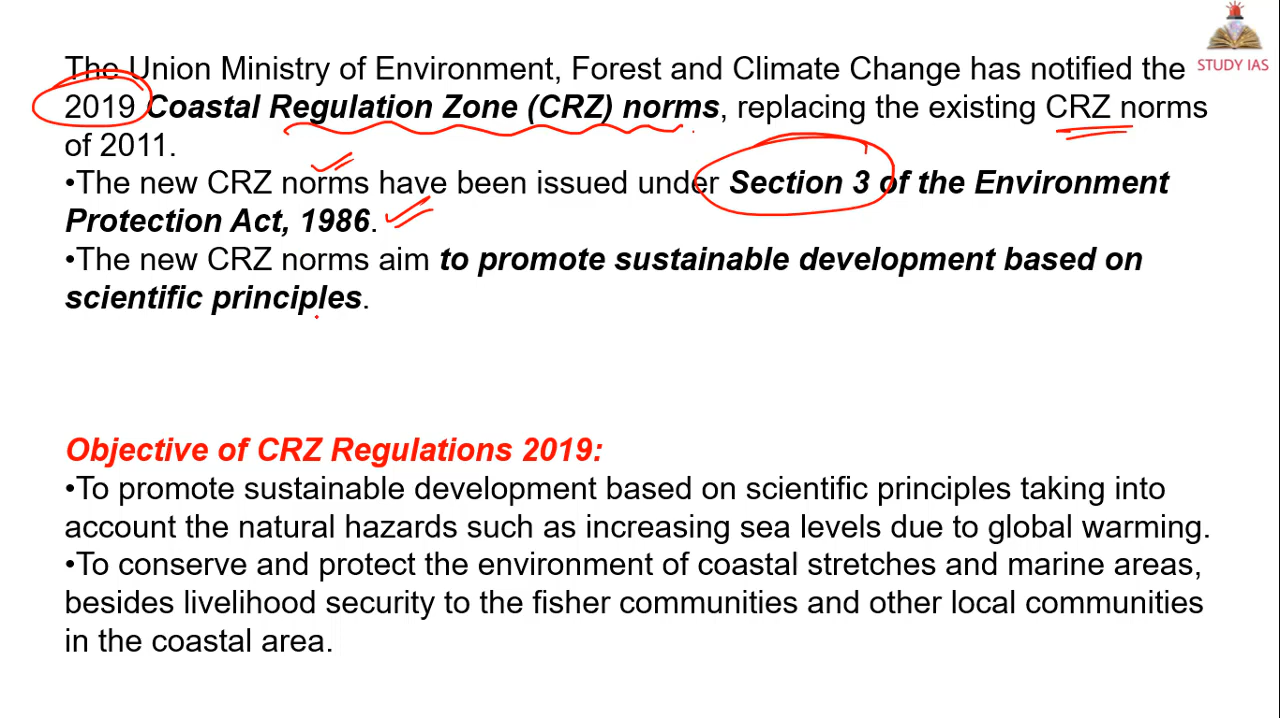 STUDY IAS
The Union Ministry of Environment, Forest and Climate Change has notified the
2019 Coastal Regulation Zone (CRZ) norms, replacing the existing CRZ norms
of 2011.
•The new CRZ norms have been issued under Section 3 of the Environment
Protection Act, 1986.
•The new CRZ norms aim to promote sustainable development based on
scientific principles.
Objective of CRZ Regulations 2019:
•To promote sustainable development based on scientific principles taking into
account the natural hazards such as increasing sea levels due to global warming.
•To conserve and protect the environment of coastal stretches and marine areas,
besides livelihood security to the fisher communities and other local communities
in the coastal area.